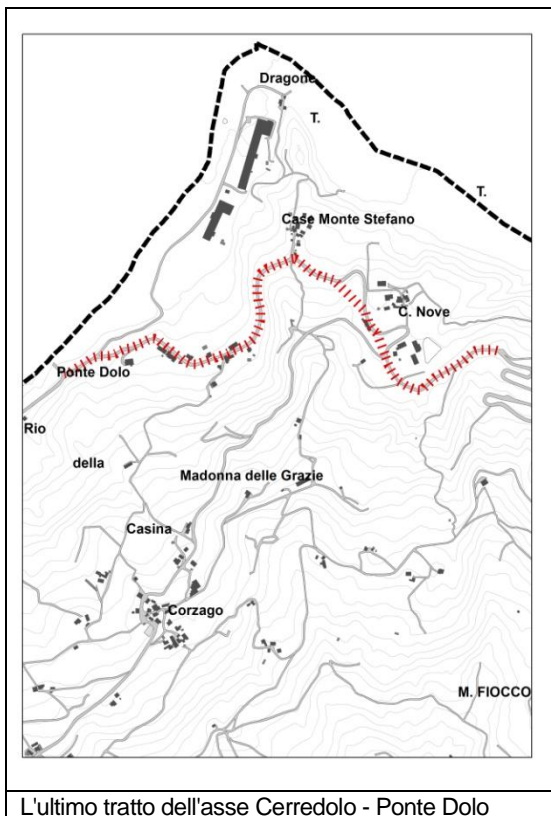 Dragone
T.
T.
Case Monte Stefano
C. Nove
Ponte Dolo
Rio
della
Madonna delle Grazie
Casina
Corzago
M. FIOCCO
L'ultimo tratto dell'asse Cerredolo - Ponte Dolo